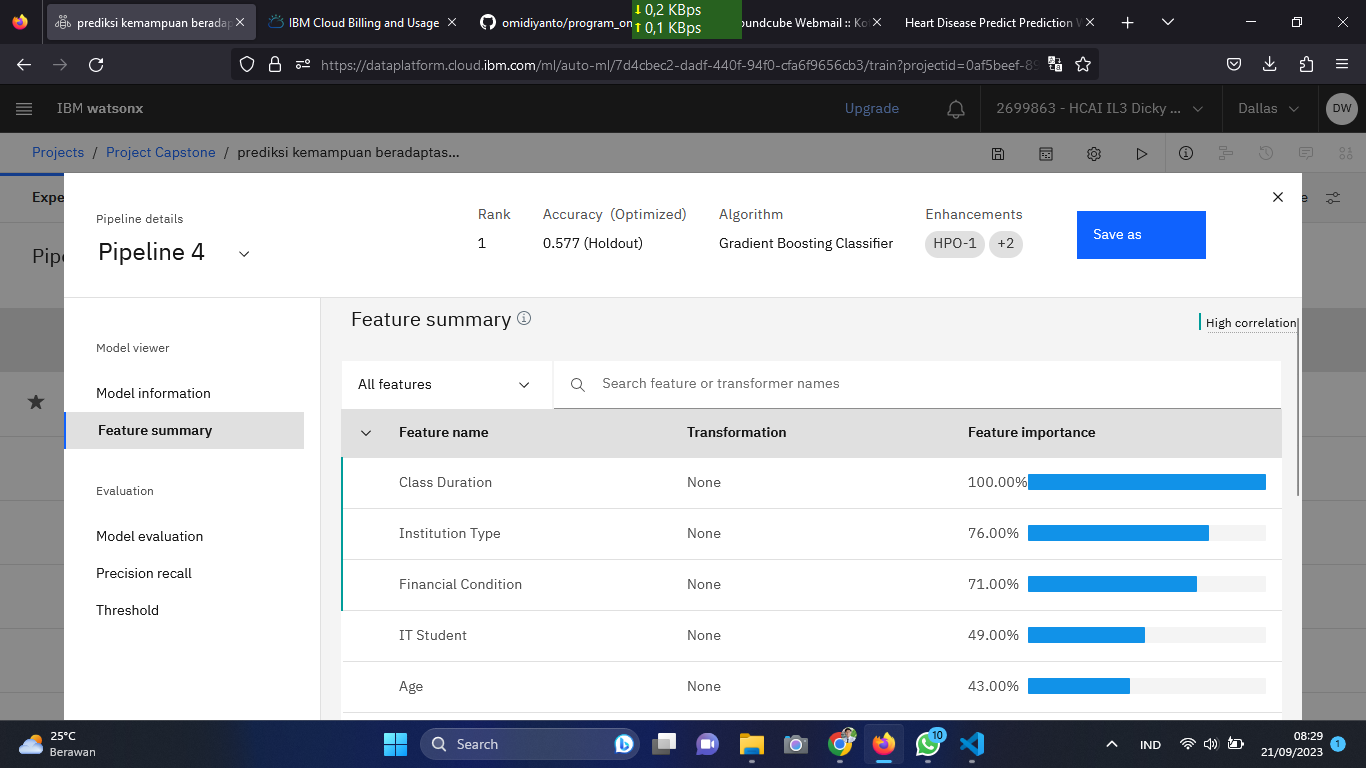 prediksi kemampuan beradap
IBM Cloud Billing and Usage
omidiyanto/program_on
0,2 KBps
0,1 KBps
oundcube Webmail :: Ko
Heart Disease Predict Prediction W
https://dataplatform.cloud.ibm.com/ml/auto-ml/7d4cbec2-dadf-440f-94f0-cfa6f9656cb3/train?projectid=0af5beef-89
IBM watsonx
Upgrade
2699863 - HCAI IL3 Dicky ...
Dallas
DW
Projects / Project Capstone / prediksi kemampuan beradaptas...
Expe
e
Pipe
Pipeline details
Pipeline 4
Rank
1
Accuracy (Optimized)
0.577 (Holdout)
Algorithm
Gradient Boosting Classifier
Enhancements
HPO-1
+2
Save as
Model viewer
Model information
Feature summary
Evaluation
Model evaluation
Precision recall
Threshold
Feature summary
High correlation
All features
Search feature or transformer names
Feature name Transformation Feature importance
Class Duration None 100.00%
Institution Type None 76.00%
Financial Condition None 71.00%
IT Student None 49.00%
Age None 43.00%
25°C
Berawan
Search
10
IND
08:29
21/09/2023
1